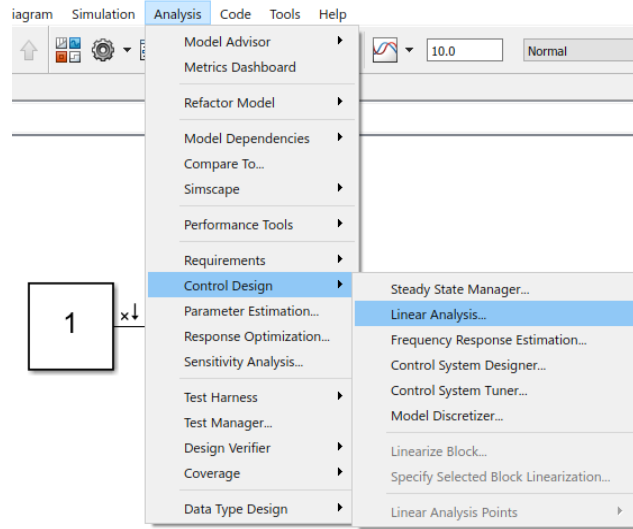 iagram Simulation Analysis Code Tools Help
10.0 Normal
Model Advisor
Metrics Dashboard
Refactor Model
Model Dependencies
Compare To...
Simscape
Performance Tools
Requirements
Control Design
Parameter Estimation...
Response Optimization...
Sensitivity Analysis...
Test Harness
Test Manager...
Design Verifier
Coverage
Data Type Design
Steady State Manager...
Linear Analysis...
Frequency Response Estimation...
Control System Designer...
Control System Tuner...
Model Discretizer...
Linearize Block...
Specify Selected Block Linearization...
Linear Analysis Points
1